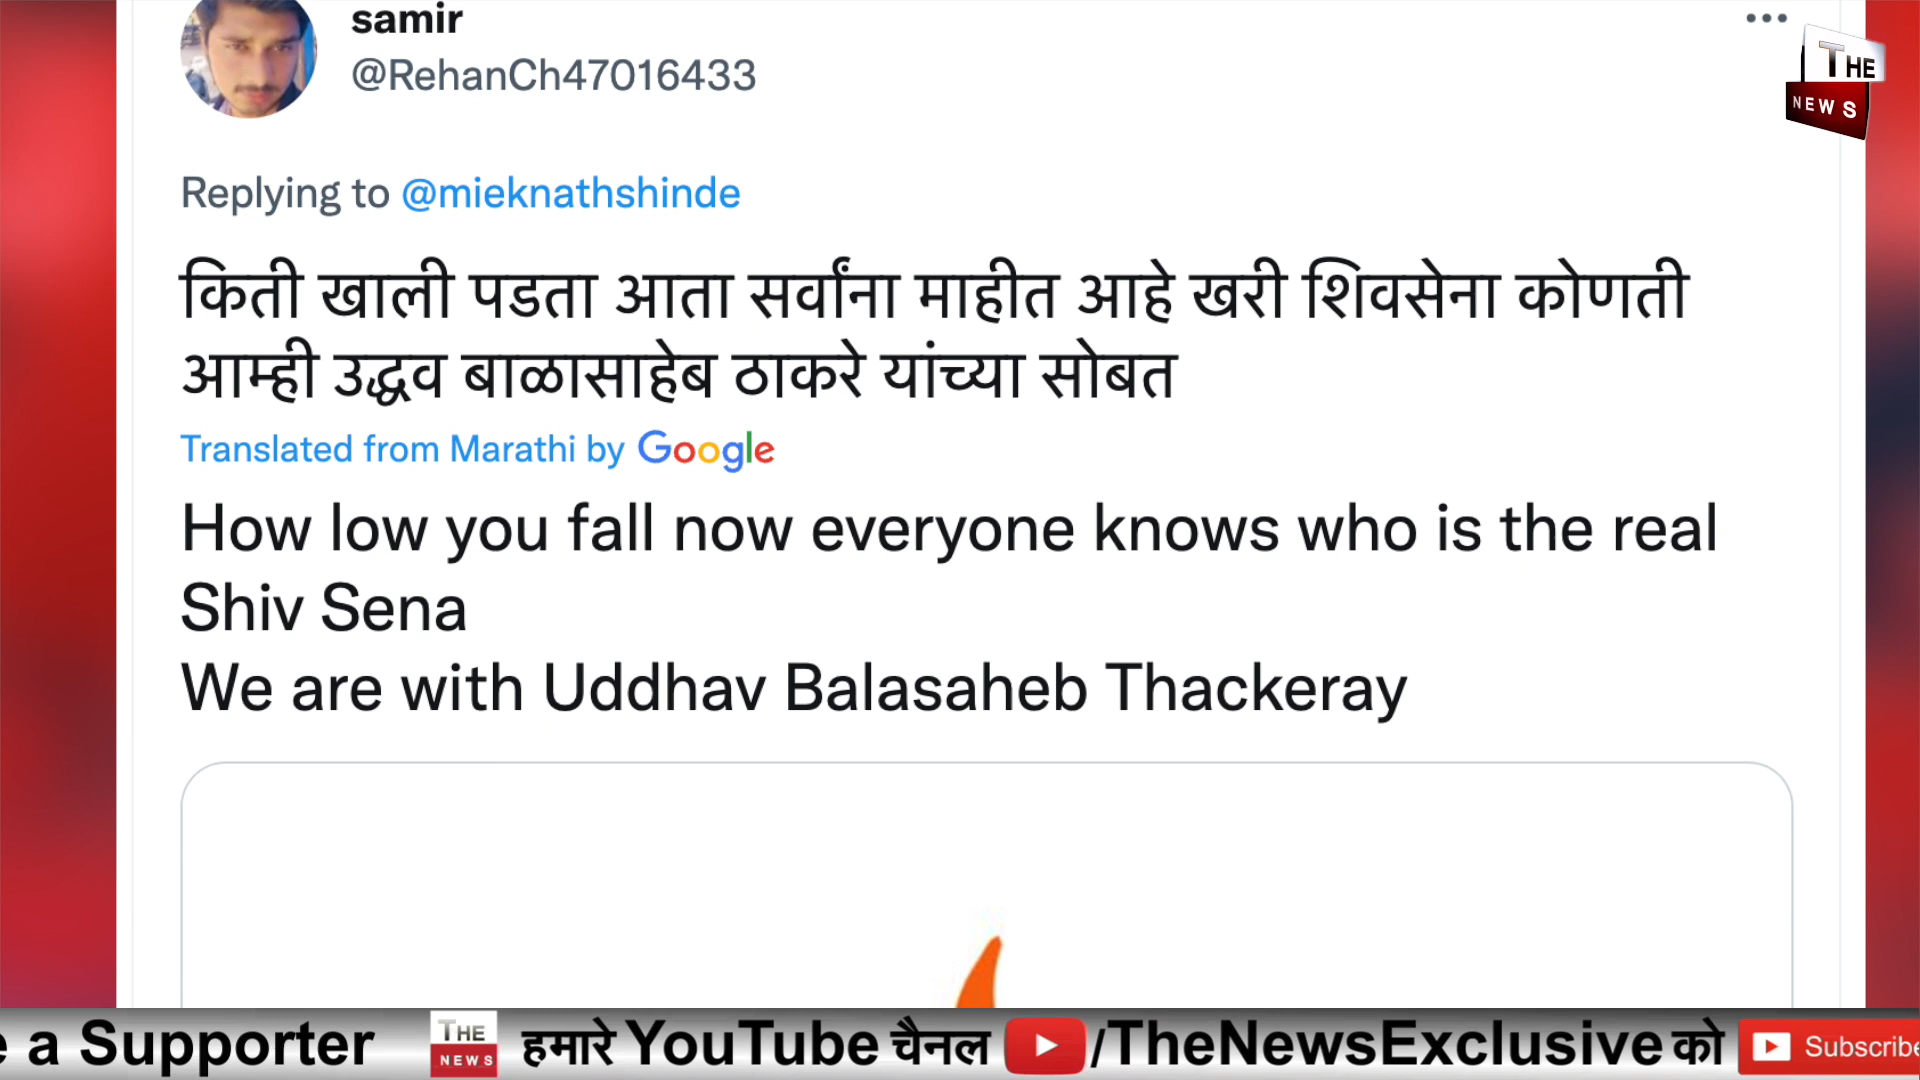 samir
@RehanCh47016433
THE
NEWS
Replying to @mieknathshinde
किती खाली पडता आता सर्वांना माहीत आहे खरी शिवसेना कोणती
आम्ही उद्धव बाळासाहेब ठाकरे यांच्या सोबत
Translated from Marathi by Google
How low you fall now everyone knows who is the real
Shiv Sena
We are with Uddhav Balasaheb Thackeray
a Supporter THE NEWS हमारे YouTube चैनल /TheNewsExclusive को Subscribe